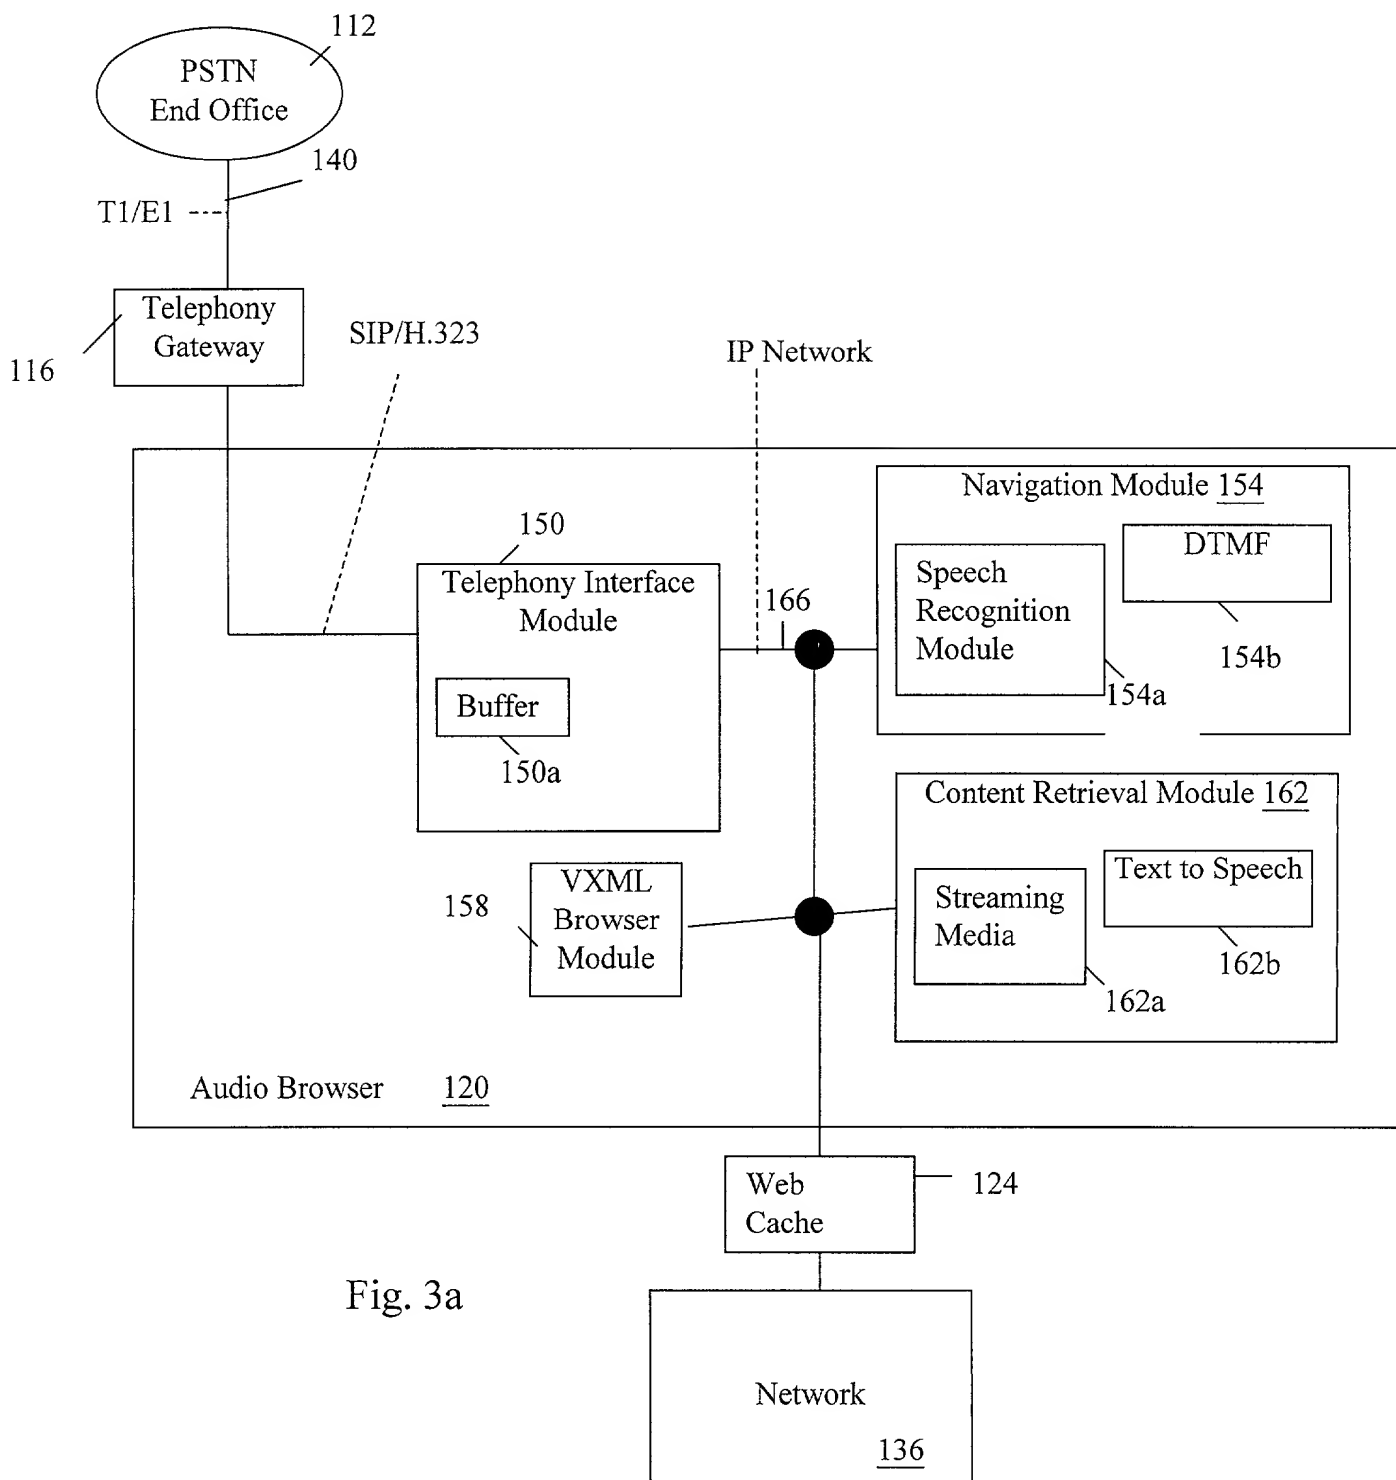 112
PSTN
End Office
140
T1/E1
Telephony
Gateway
116
SIP/H.323
IP Network
Navigation Module 154
DTMF
Speech
Recognition
Module
154b
154a
150
Telephony Interface
Module
166
Buffer
150a
Content Retrieval Module 162
Text to Speech
Streaming
Media
162b
162a
VXML
Browser
Module
158
Audio Browser 120
Web
Cache
124
Fig. 3a
Network
136